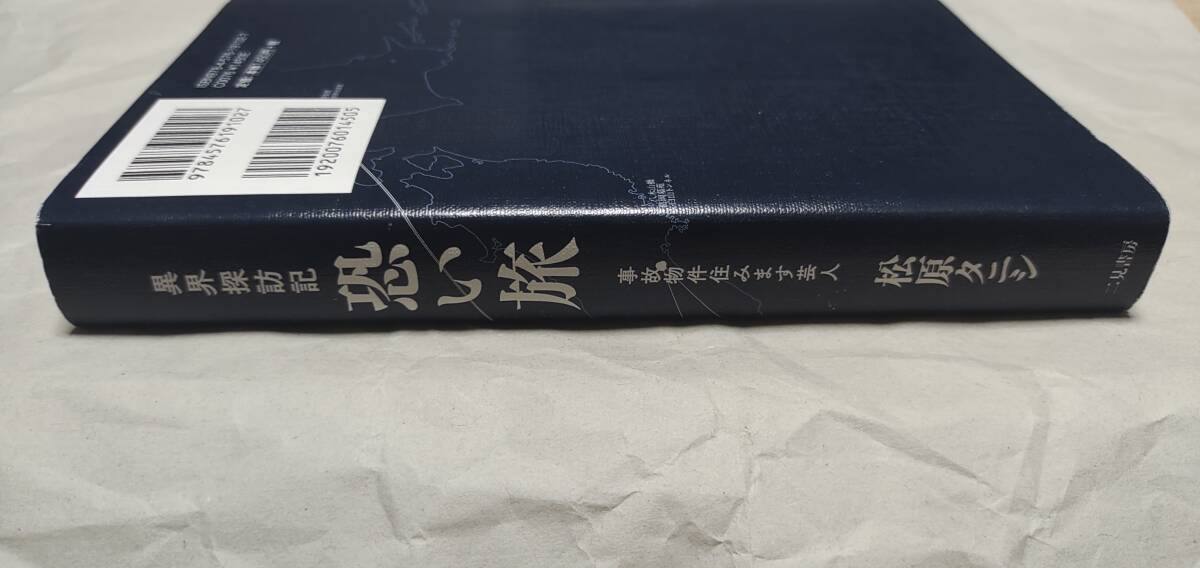 異界探訪記
恐い旅
事故物件住みます芸人
松原タニシ
二見書房
9784576191027
1920076014505